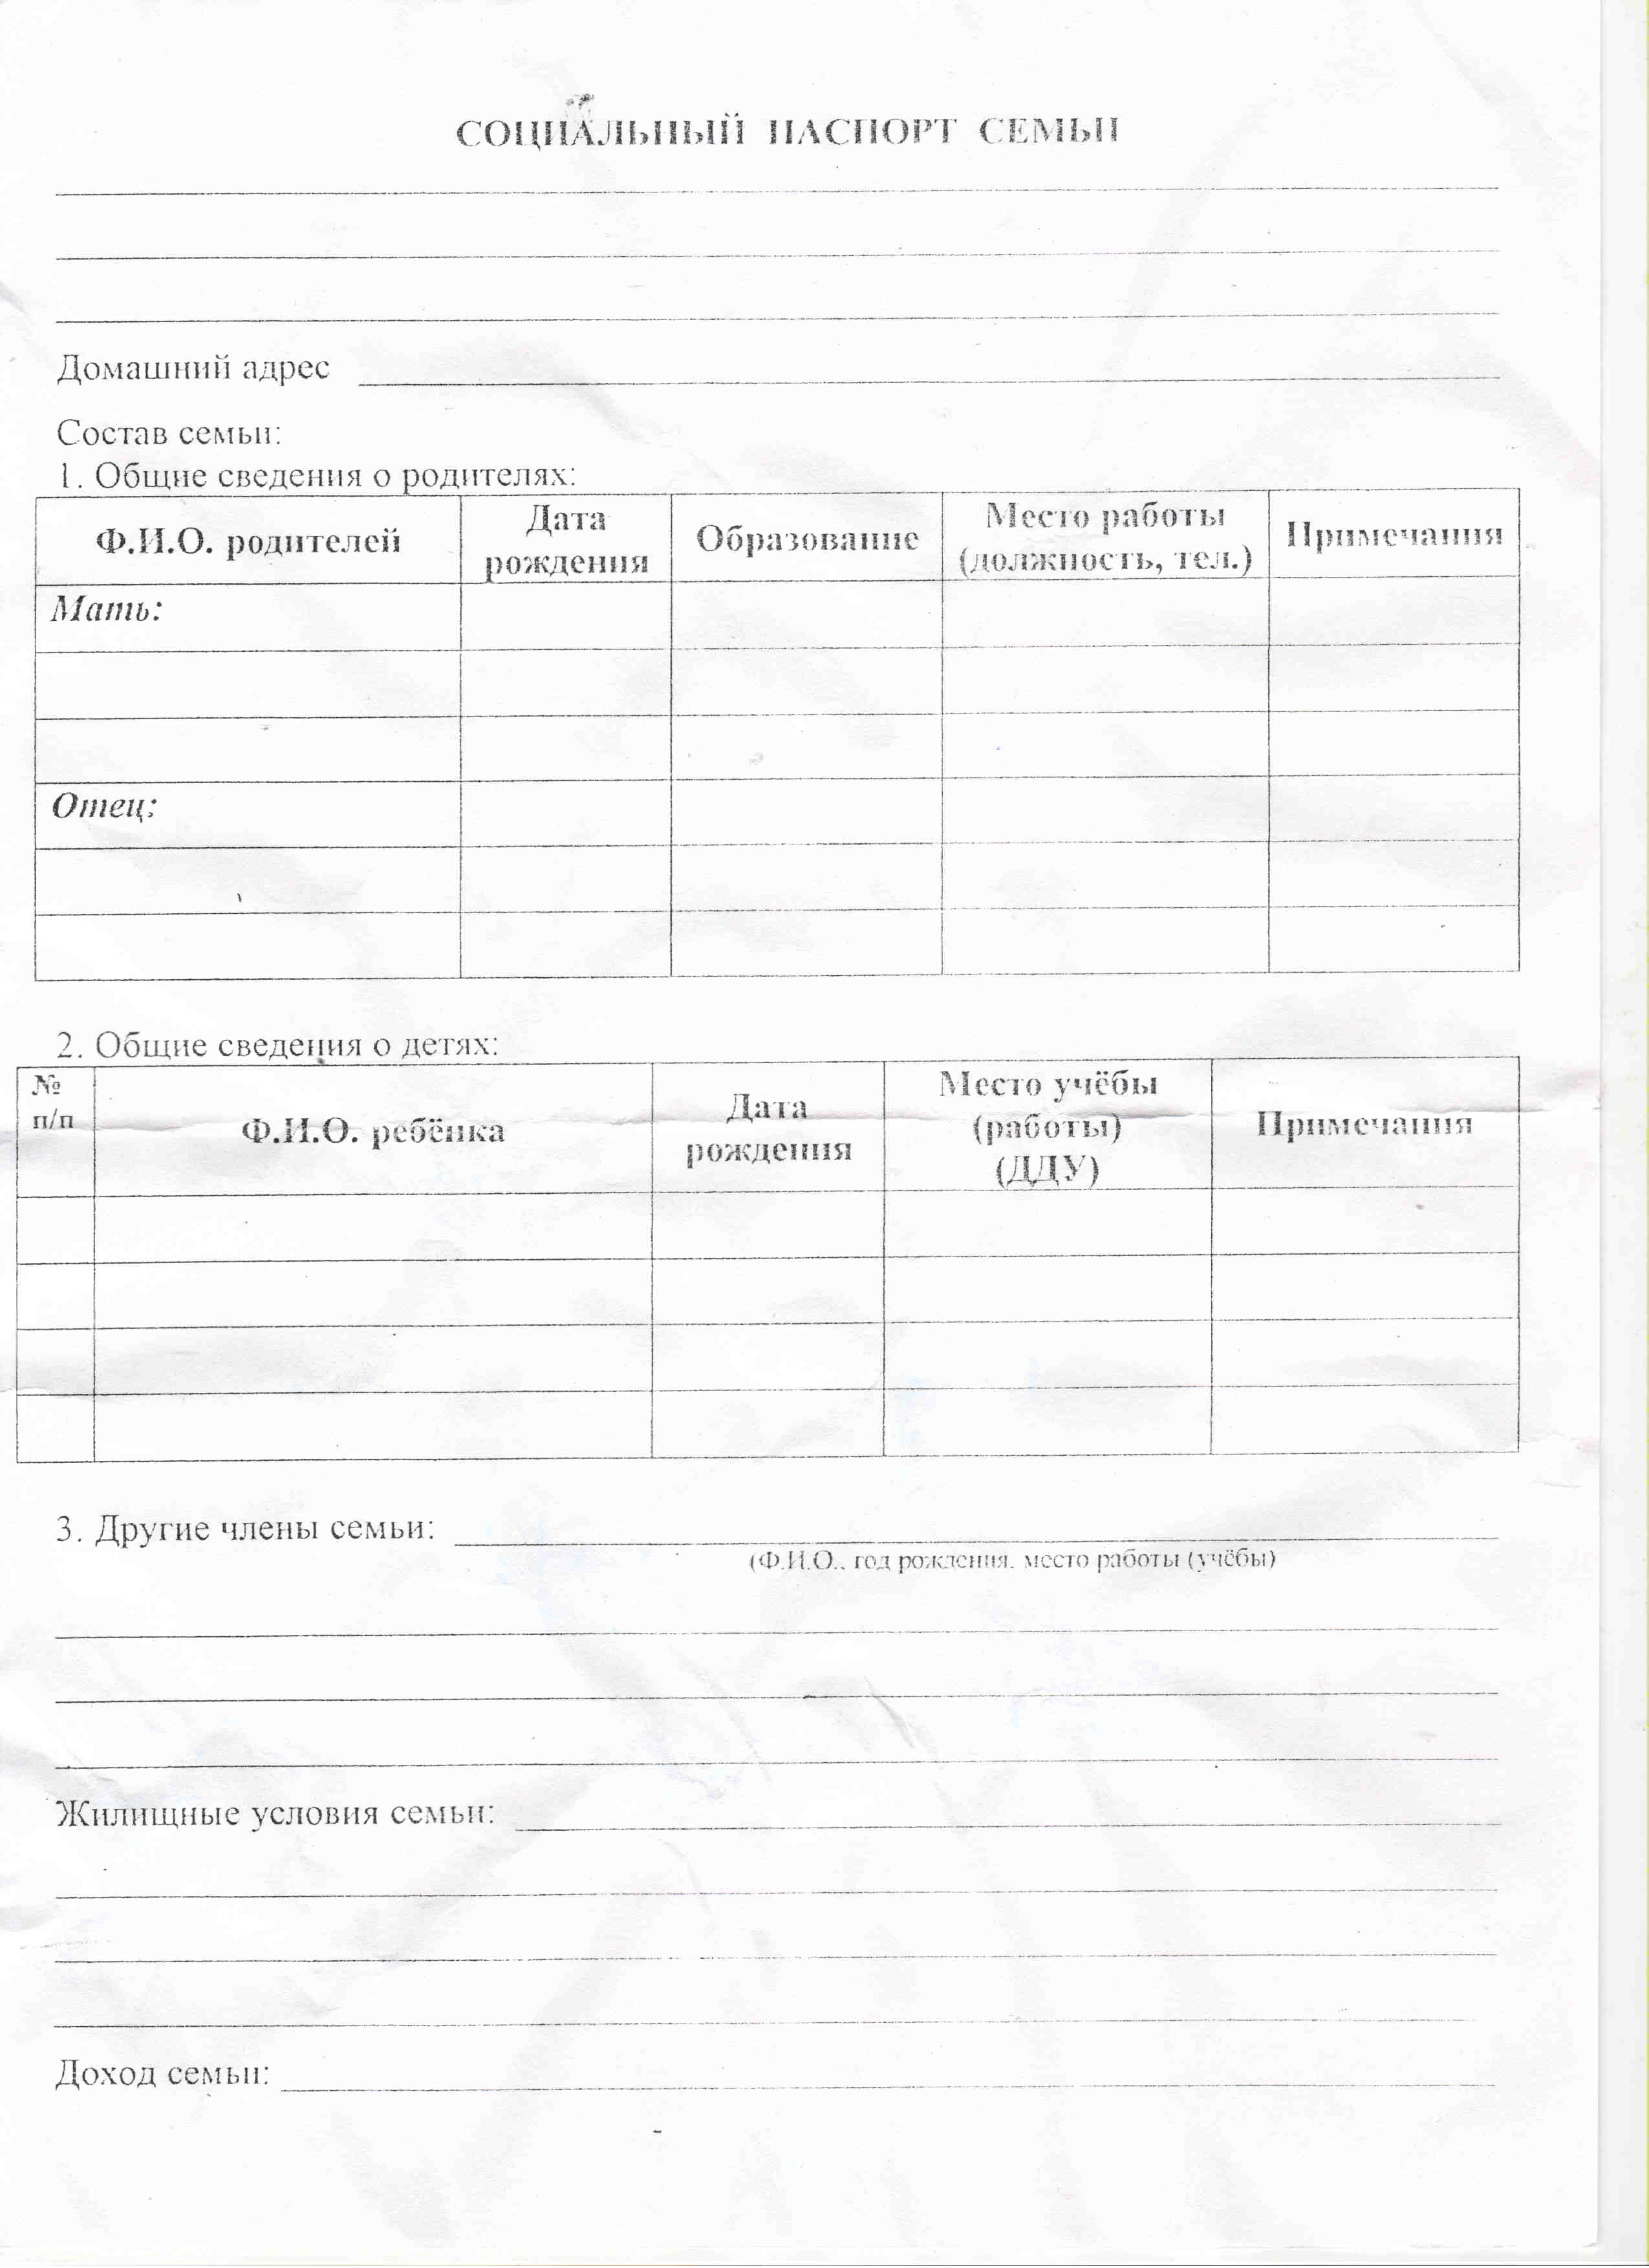 СОЦИАЛЬНЫЙ ПАСПОРТ СЕМЬИ
Домашний адрес
Состав семьи:
1. Общие сведения о родителях:
Ф.И.О. родителей
Дата
рождения
Образование
Место работы
(должность, тел.)
Примечания
Мать:
Отец:
2. Общие сведения о детях:
№
п/п
Ф.И.О. ребёнка
Дата
рождения
Место учёбы
(работы)
(ДДУ)
Примечания
3. Другие члены семьи:
(Ф.И.О., год рождения, место работы (учёбы)
Жилищные условия семьи:
Доход семьи: